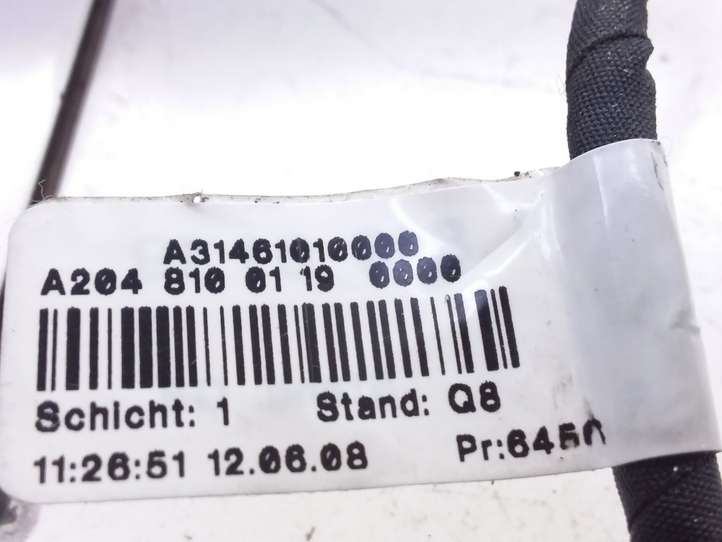 A31461010000
A204 810 01 19 0000
Schicht: 1 Stand: Q8
11:26:51 12.06.08 Pr:6450